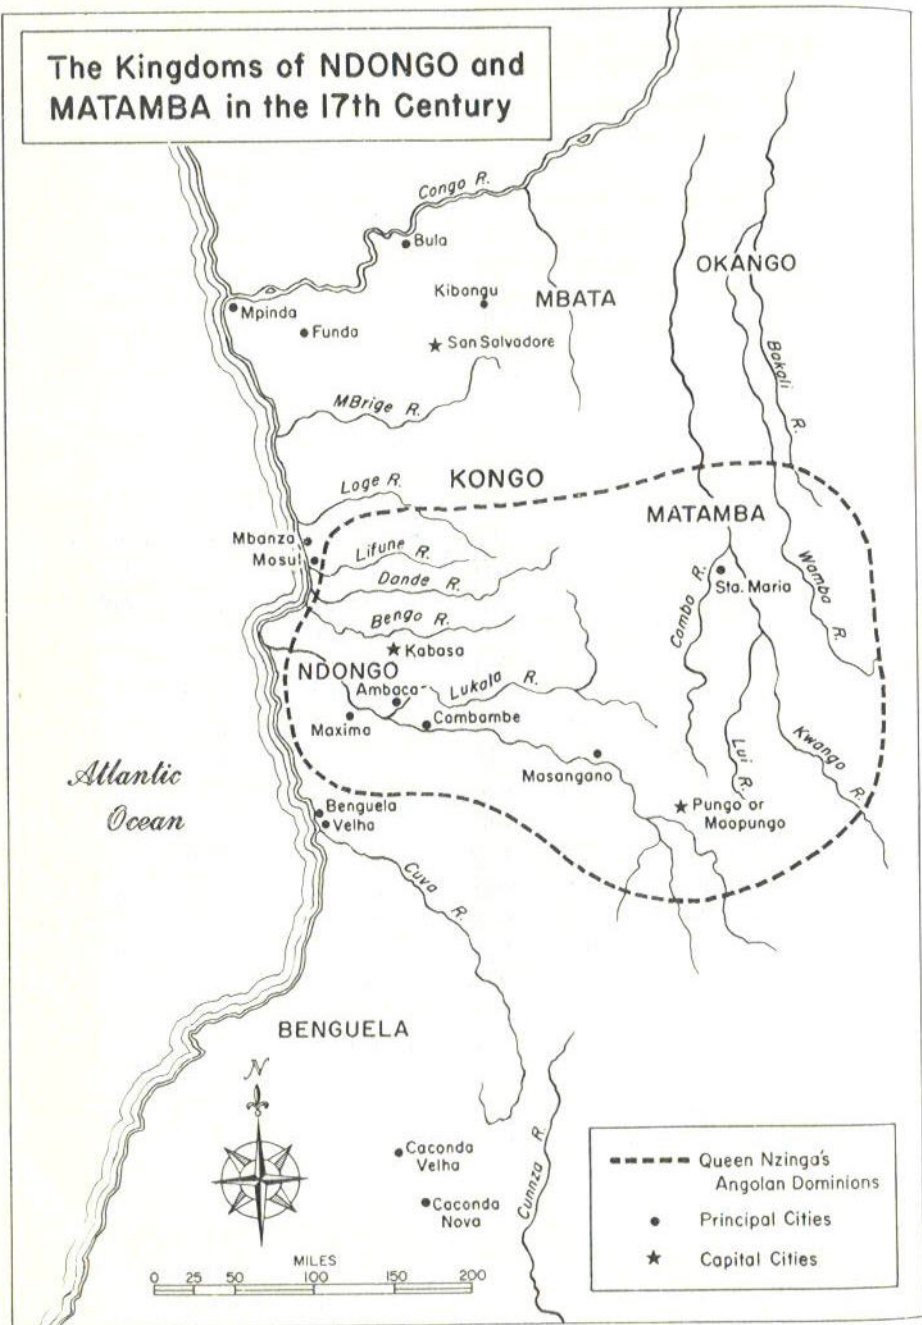 The Kingdoms of NDONGO and
MATAMBA in the 17th Century
Congo R.
Bula
OKANGO
Kibangu
MBATA
Mpinda
Funda
San Salvadore
Bakali R.
MBrige R.
KONGO
Loge R.
MATAMBA
Mbanza
Mosul
Lifune R.
Dande R.
Sta. Maria
Wamba R.
Cambo R.
Bengo R.
Kabasa
NDONGO
Ambaca
Lukala R.
Maxima
Cambambe
Kwango R.
Lui R.
Masangano
Atlantic
Ocean
Benguela
Velha
Pungo or
Maopungo
Cuva R.
BENGUELA
N
Caconda
Velha
Caconda
Nova
Cunnza R.
MILES
0 25 50 100 150 200
Queen Nzinga's
Angolan Dominions
Principal Cities
Capital Cities